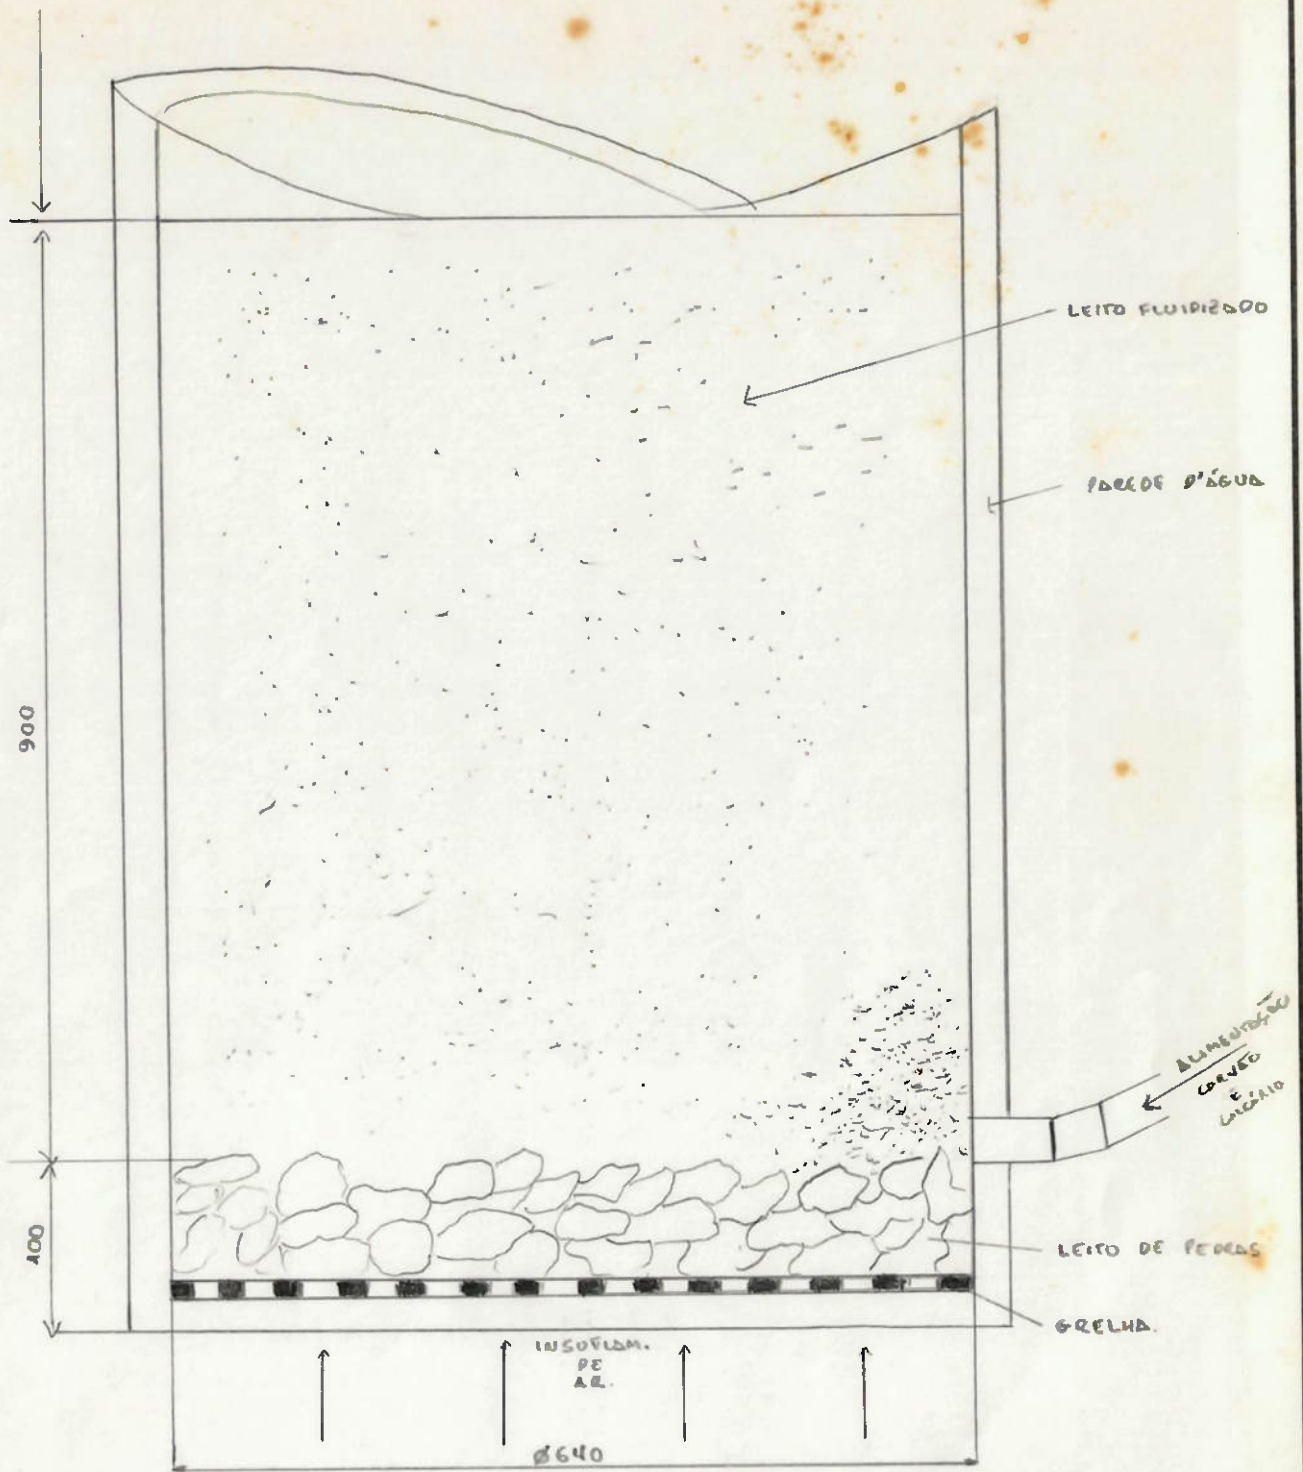 LEITO FLUIDIZADO
PAREDE D'ÁGUA
900
ALIMENTAÇÃO
CARVÃO
E
CALCÁRIO
100
LEITO DE PEDRAS
GRELHA.
INSUFLAM.
DE
AR.
Ø640